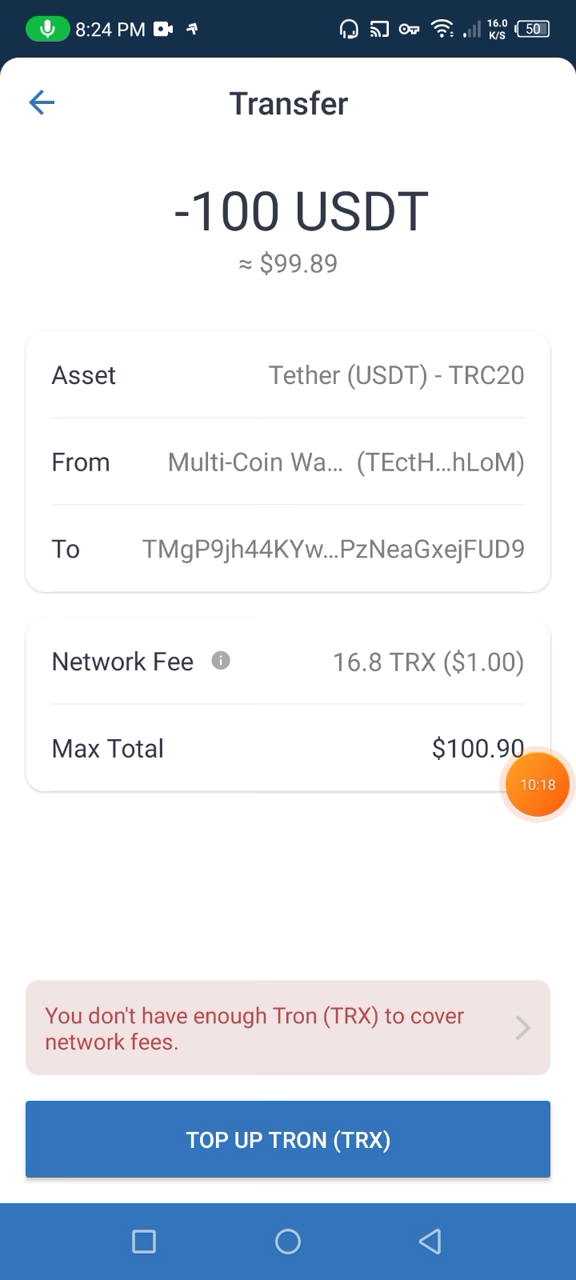 8:24 PM
16.0
K/S
50
Transfer
-100 USDT
≈ $99.89
Asset Tether (USDT) - TRC20
From Multi-Coin Wa... (TEctH...hLoM)
To TMgP9jh44KYw...PzNeaGxejFUD9
Network Fee 16.8 TRX ($1.00)
Max Total $100.90
10:18
You don't have enough Tron (TRX) to cover
network fees.
TOP UP TRON (TRX)